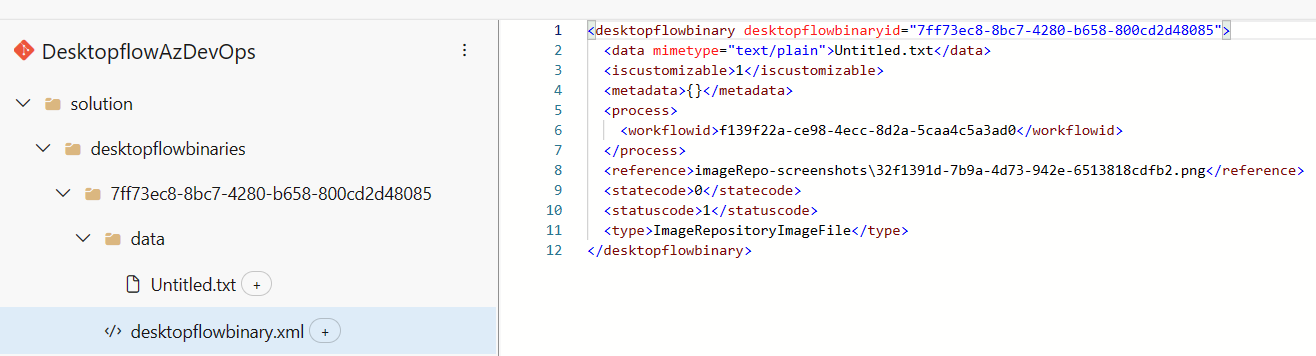 DesktopflowAzDevOps
solution
desktopflowbinaries
7ff73ec8-8bc7-4280-b658-800cd2d48085
data
Untitled.txt +
desktopflowbinary.xml +
1 <desktopflowbinary desktopflowbinaryid="7ff73ec8-8bc7-4280-b658-800cd2d48085">
2 <data mimetype="text/plain">Untitled.txt</data>
3 <iscustomizable>1</iscustomizable>
4 <metadata>{}</metadata>
5 <process>
6 <workflowid>f139f22a-ce98-4ecc-8d2a-5caa4c5a3ad0</workflowid>
7 </process>
8 <reference>imageRepo-screenshots\32f1391d-7b9a-4d73-942e-6513818cdfb2.png</reference>
9 <statecode>0</statecode>
10 <statuscode>1</statuscode>
11 <type>ImageRepositoryImageFile</type>
12 </desktopflowbinary>